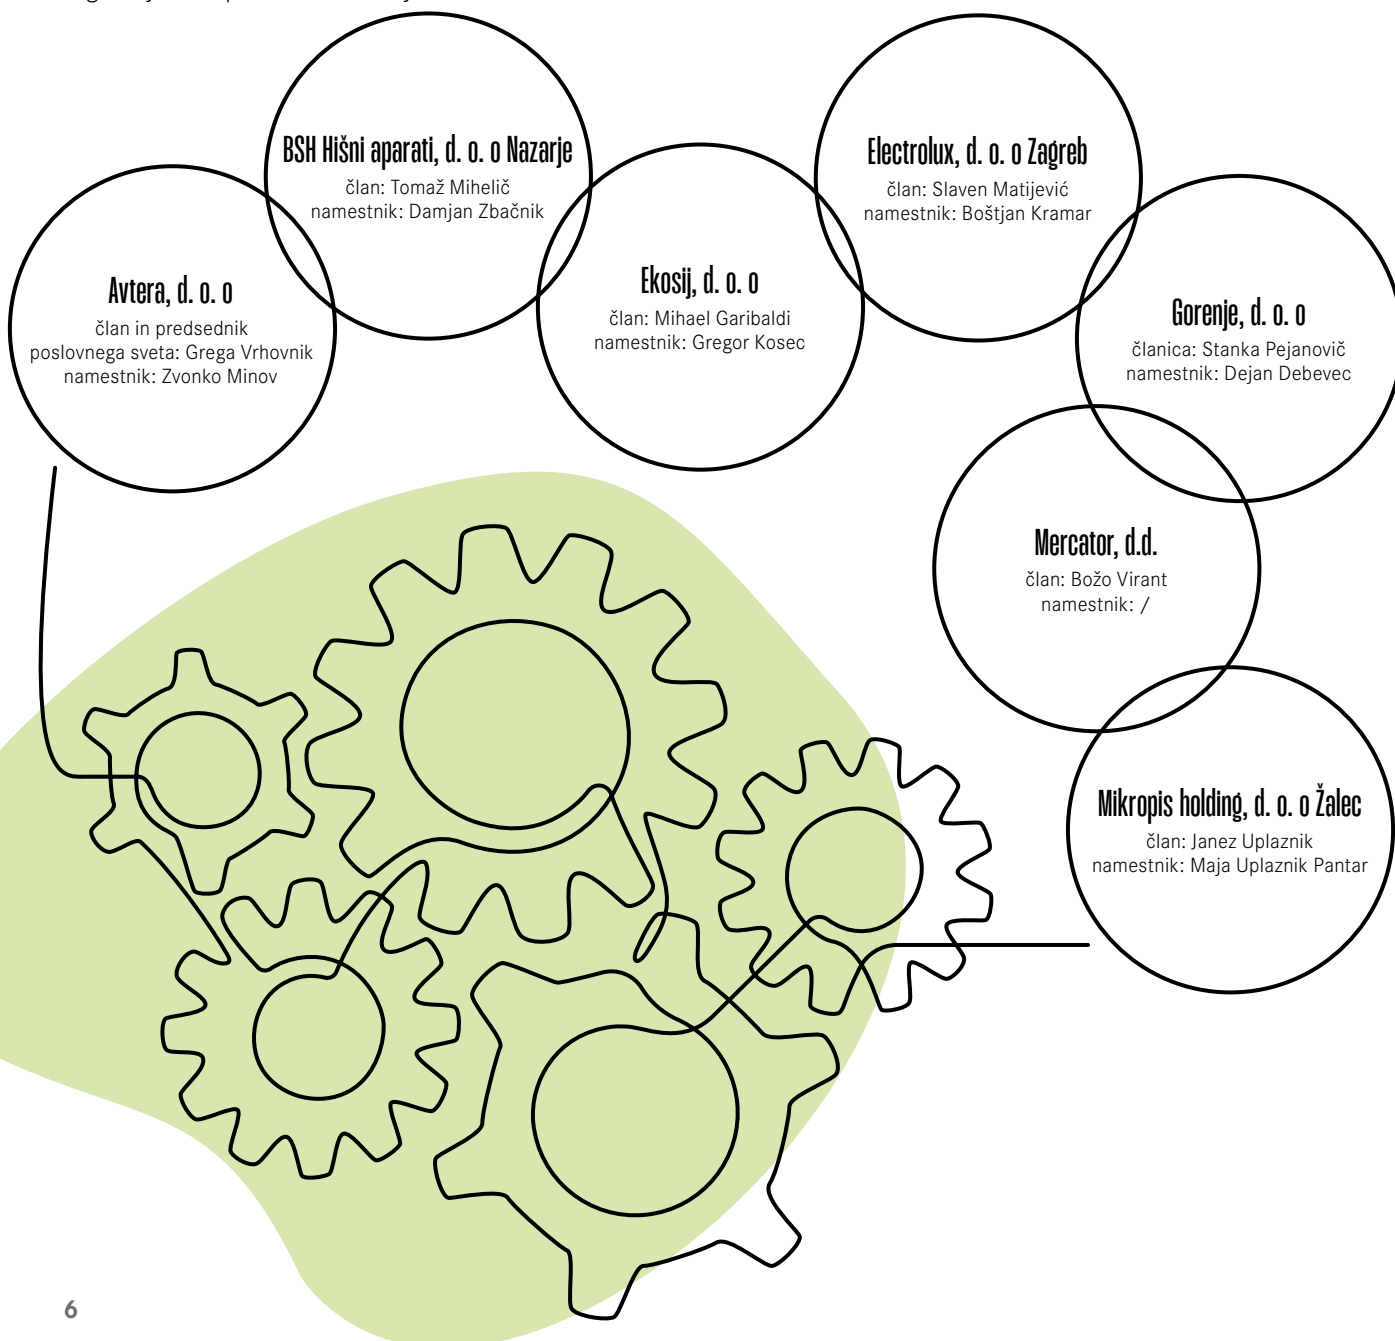 BSH Hišni aparati, d. o. o Nazarje
član: Tomaž Mihelič
namestnik: Damjan Zbačnik
Electrolux, d. o. o Zagreb
član: Slaven Matijević
namestnik: Boštjan Kramar
Avtera, d. o. o
član in predsednik
poslovnega sveta: Grega Vrhovnik
namestnik: Zvonko Minov
Ekosij, d. o. o
član: Mihael Garibaldi
namestnik: Gregor Kosec
Gorenje, d. o. o
članica: Stanka Pejanovič
namestnik: Dejan Debevec
Mercator, d.d.
član: Božo Virant
namestnik: /
Mikropis holding, d. o. o Žalec
član: Janez Uplaznik
namestnik: Maja Uplaznik Pantar
6